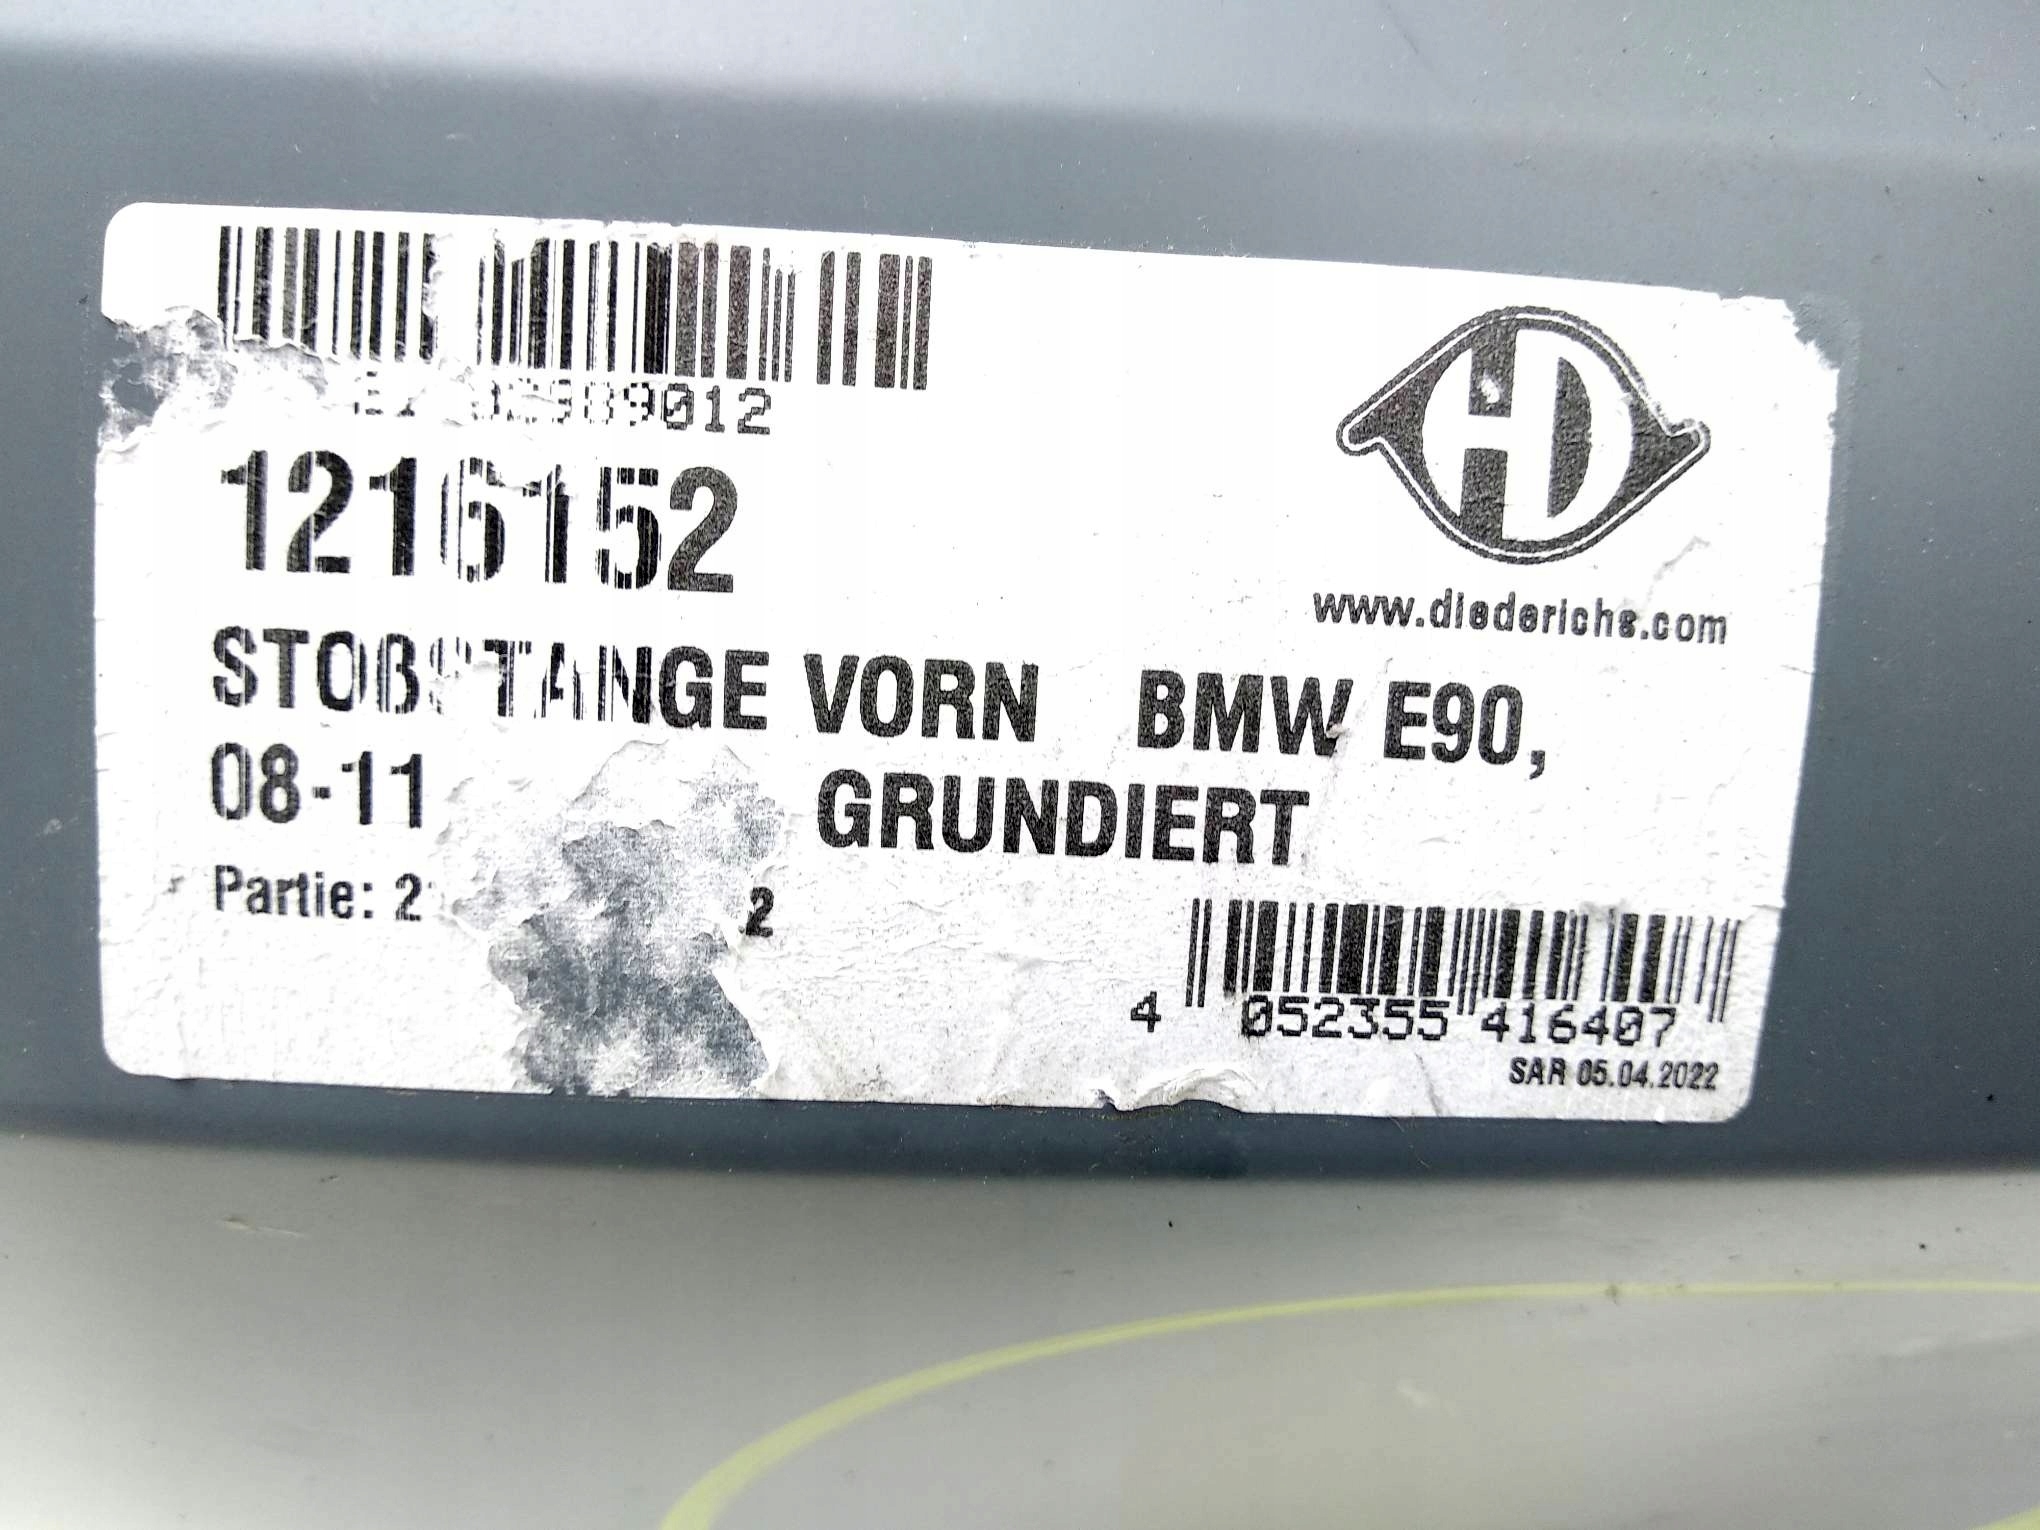 1216152
HD
www.diederichs.com
STOßSTANGE VORN BMW E90,
08-11 GRUNDIERT
Partie:
4 052355 416407
SAR 05.04.2022